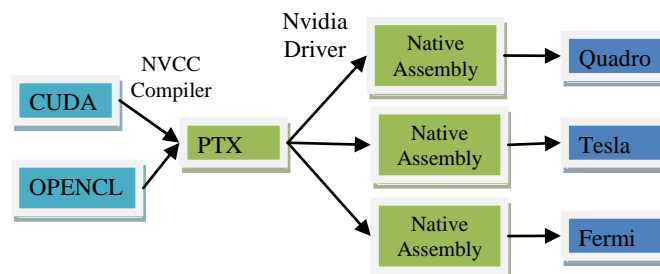 NVCC
Compiler
Nvidia
Driver
CUDA
OPENCL
PTX
Native
Assembly
Quadro
Native
Assembly
Tesla
Native
Assembly
Fermi